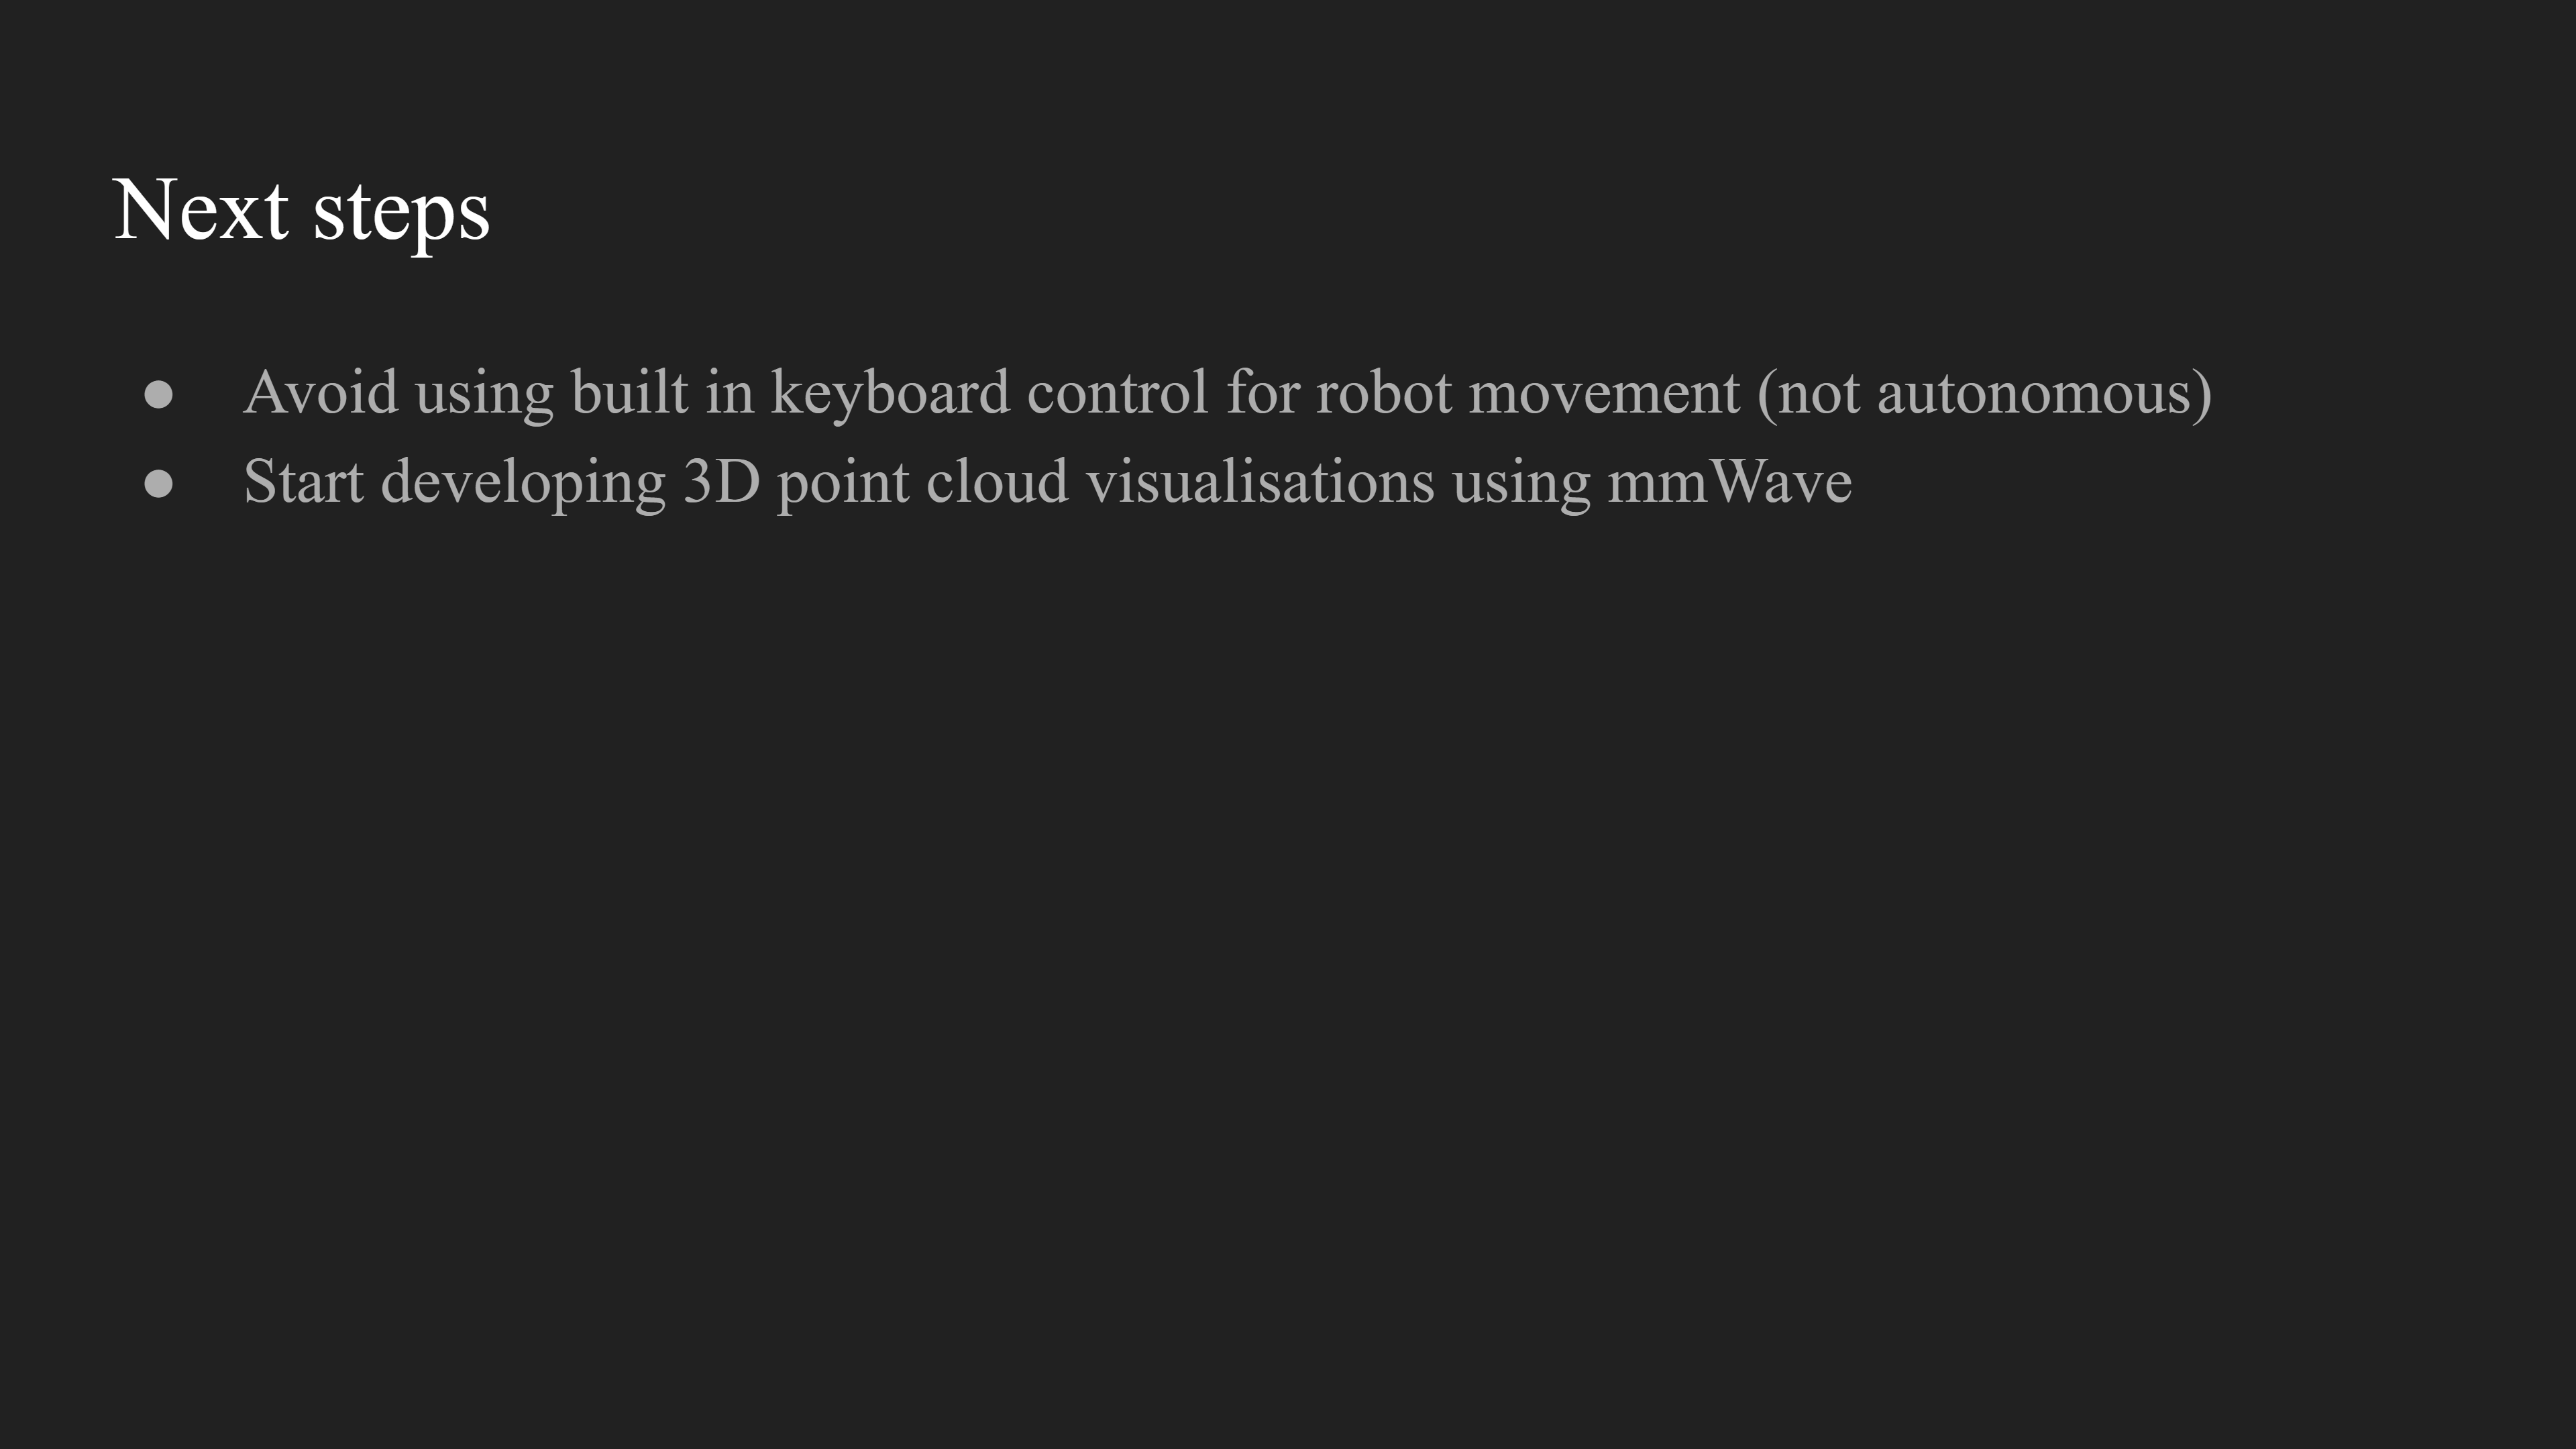 Next steps
● Avoid using built in keyboard control for robot movement (not autonomous)
● Start developing 3D point cloud visualisations using mmWave